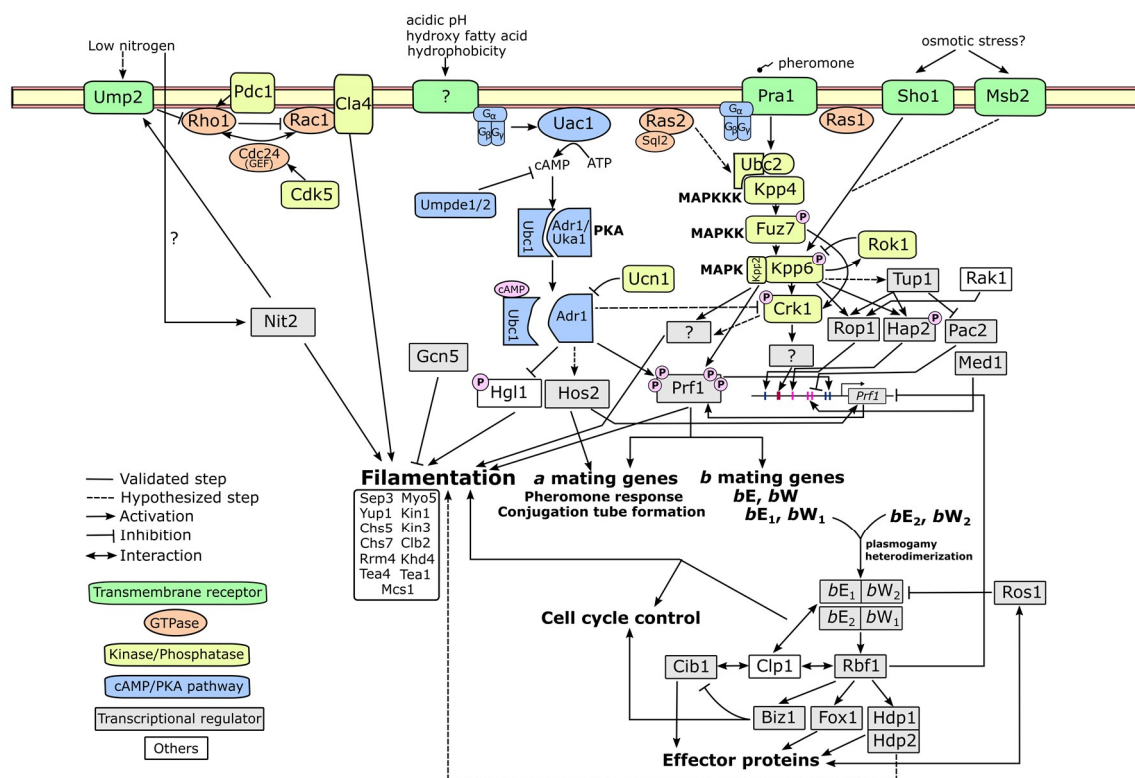 Low nitrogen
acidic pH
hydroxy fatty acid
hydrophobicity
osmotic stress?
pheromone
Ump2
Pdc1
Cla4
?
Pra1
Sho1
Msb2
Rho1
Rac1
Gα
Gβ Gγ
Uac1
Ras2
Sql2
Gα
Gβ Gγ
Ras1
Cdc24
(GEF)
Cdk5
cAMP
ATP
Ubc2
Umpde1/2
MAPKKK
Kpp4
?
Ubc1
Adr1/
Uka1
PKA
MAPKK
Fuz7
P
Rok1
MAPK
Kpp2
Kpp6
P
Ucn1
Tup1
Rak1
cAMP
Ubc1
Adr1
P
Crk1
Nit2
?
Rop1
Hap2
P
Pac2
Gcn5
?
Med1
P
Hgl1
Hos2
P
P
P
P
Prf1
Prf1
Filamentation
a mating genes
Pheromone response
Conjugation tube formation
b mating genes
bE, bW
bE1, bW1
bE2, bW2
plasmogamy
heterodimerization
Sep3 Myo5
Yup1 Kin1
Chs5 Kin3
Chs7 Clb2
Rrm4 Khd4
Tea4 Tea1
Mcs1
Validated step
Hypothesized step
Activation
Inhibition
Interaction
Transmembrane receptor
GTPase
Kinase/Phosphatase
cAMP/PKA pathway
Transcriptional regulator
Others
bE1 bW2
bE2 bW1
Ros1
Cell cycle control
Cib1
Clp1
Rbf1
Biz1
Fox1
Hdp1
Hdp2
Effector proteins